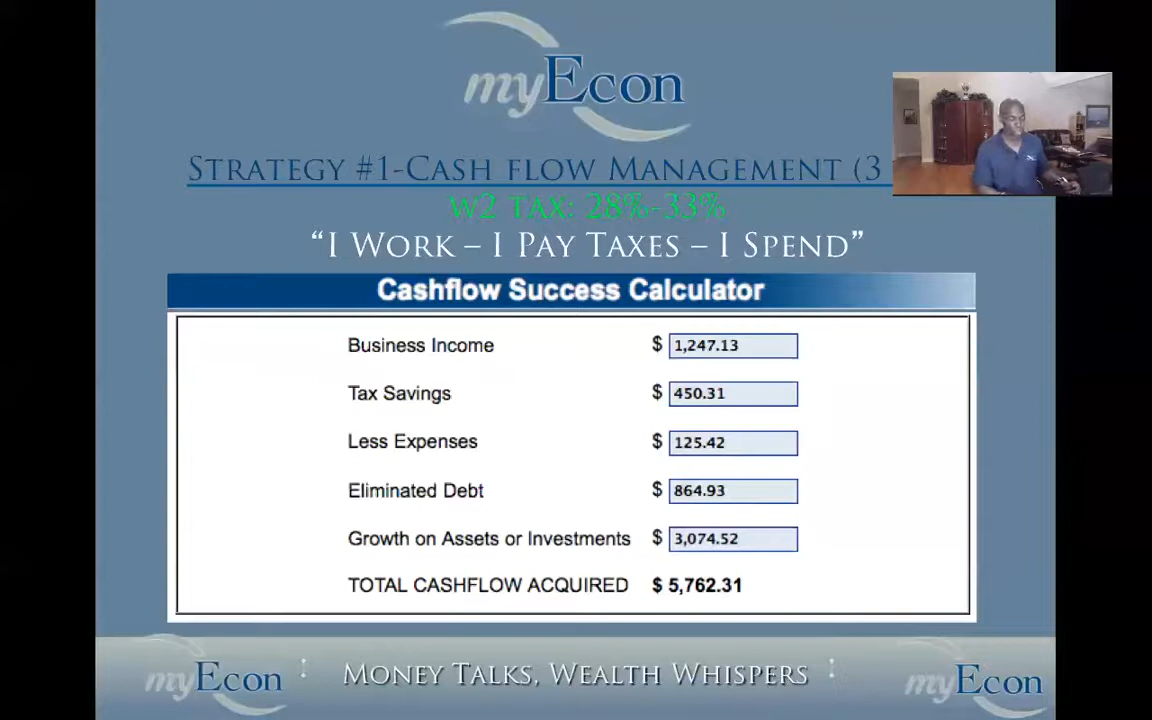 myEcon
STRATEGY #1-CASH FLOW MANAGEMENT (3
W2 TAX: 28%-33%
“I WORK – I PAY TAXES – I SPEND”
Cashflow Success Calculator
Business Income $ 1,247.13
Tax Savings $ 450.31
Less Expenses $ 125.42
Eliminated Debt $ 864.93
Growth on Assets or Investments $ 3,074.52
TOTAL CASHFLOW ACQUIRED $ 5,762.31
myEcon MONEY TALKS, WEALTH WHISPERS myEcon